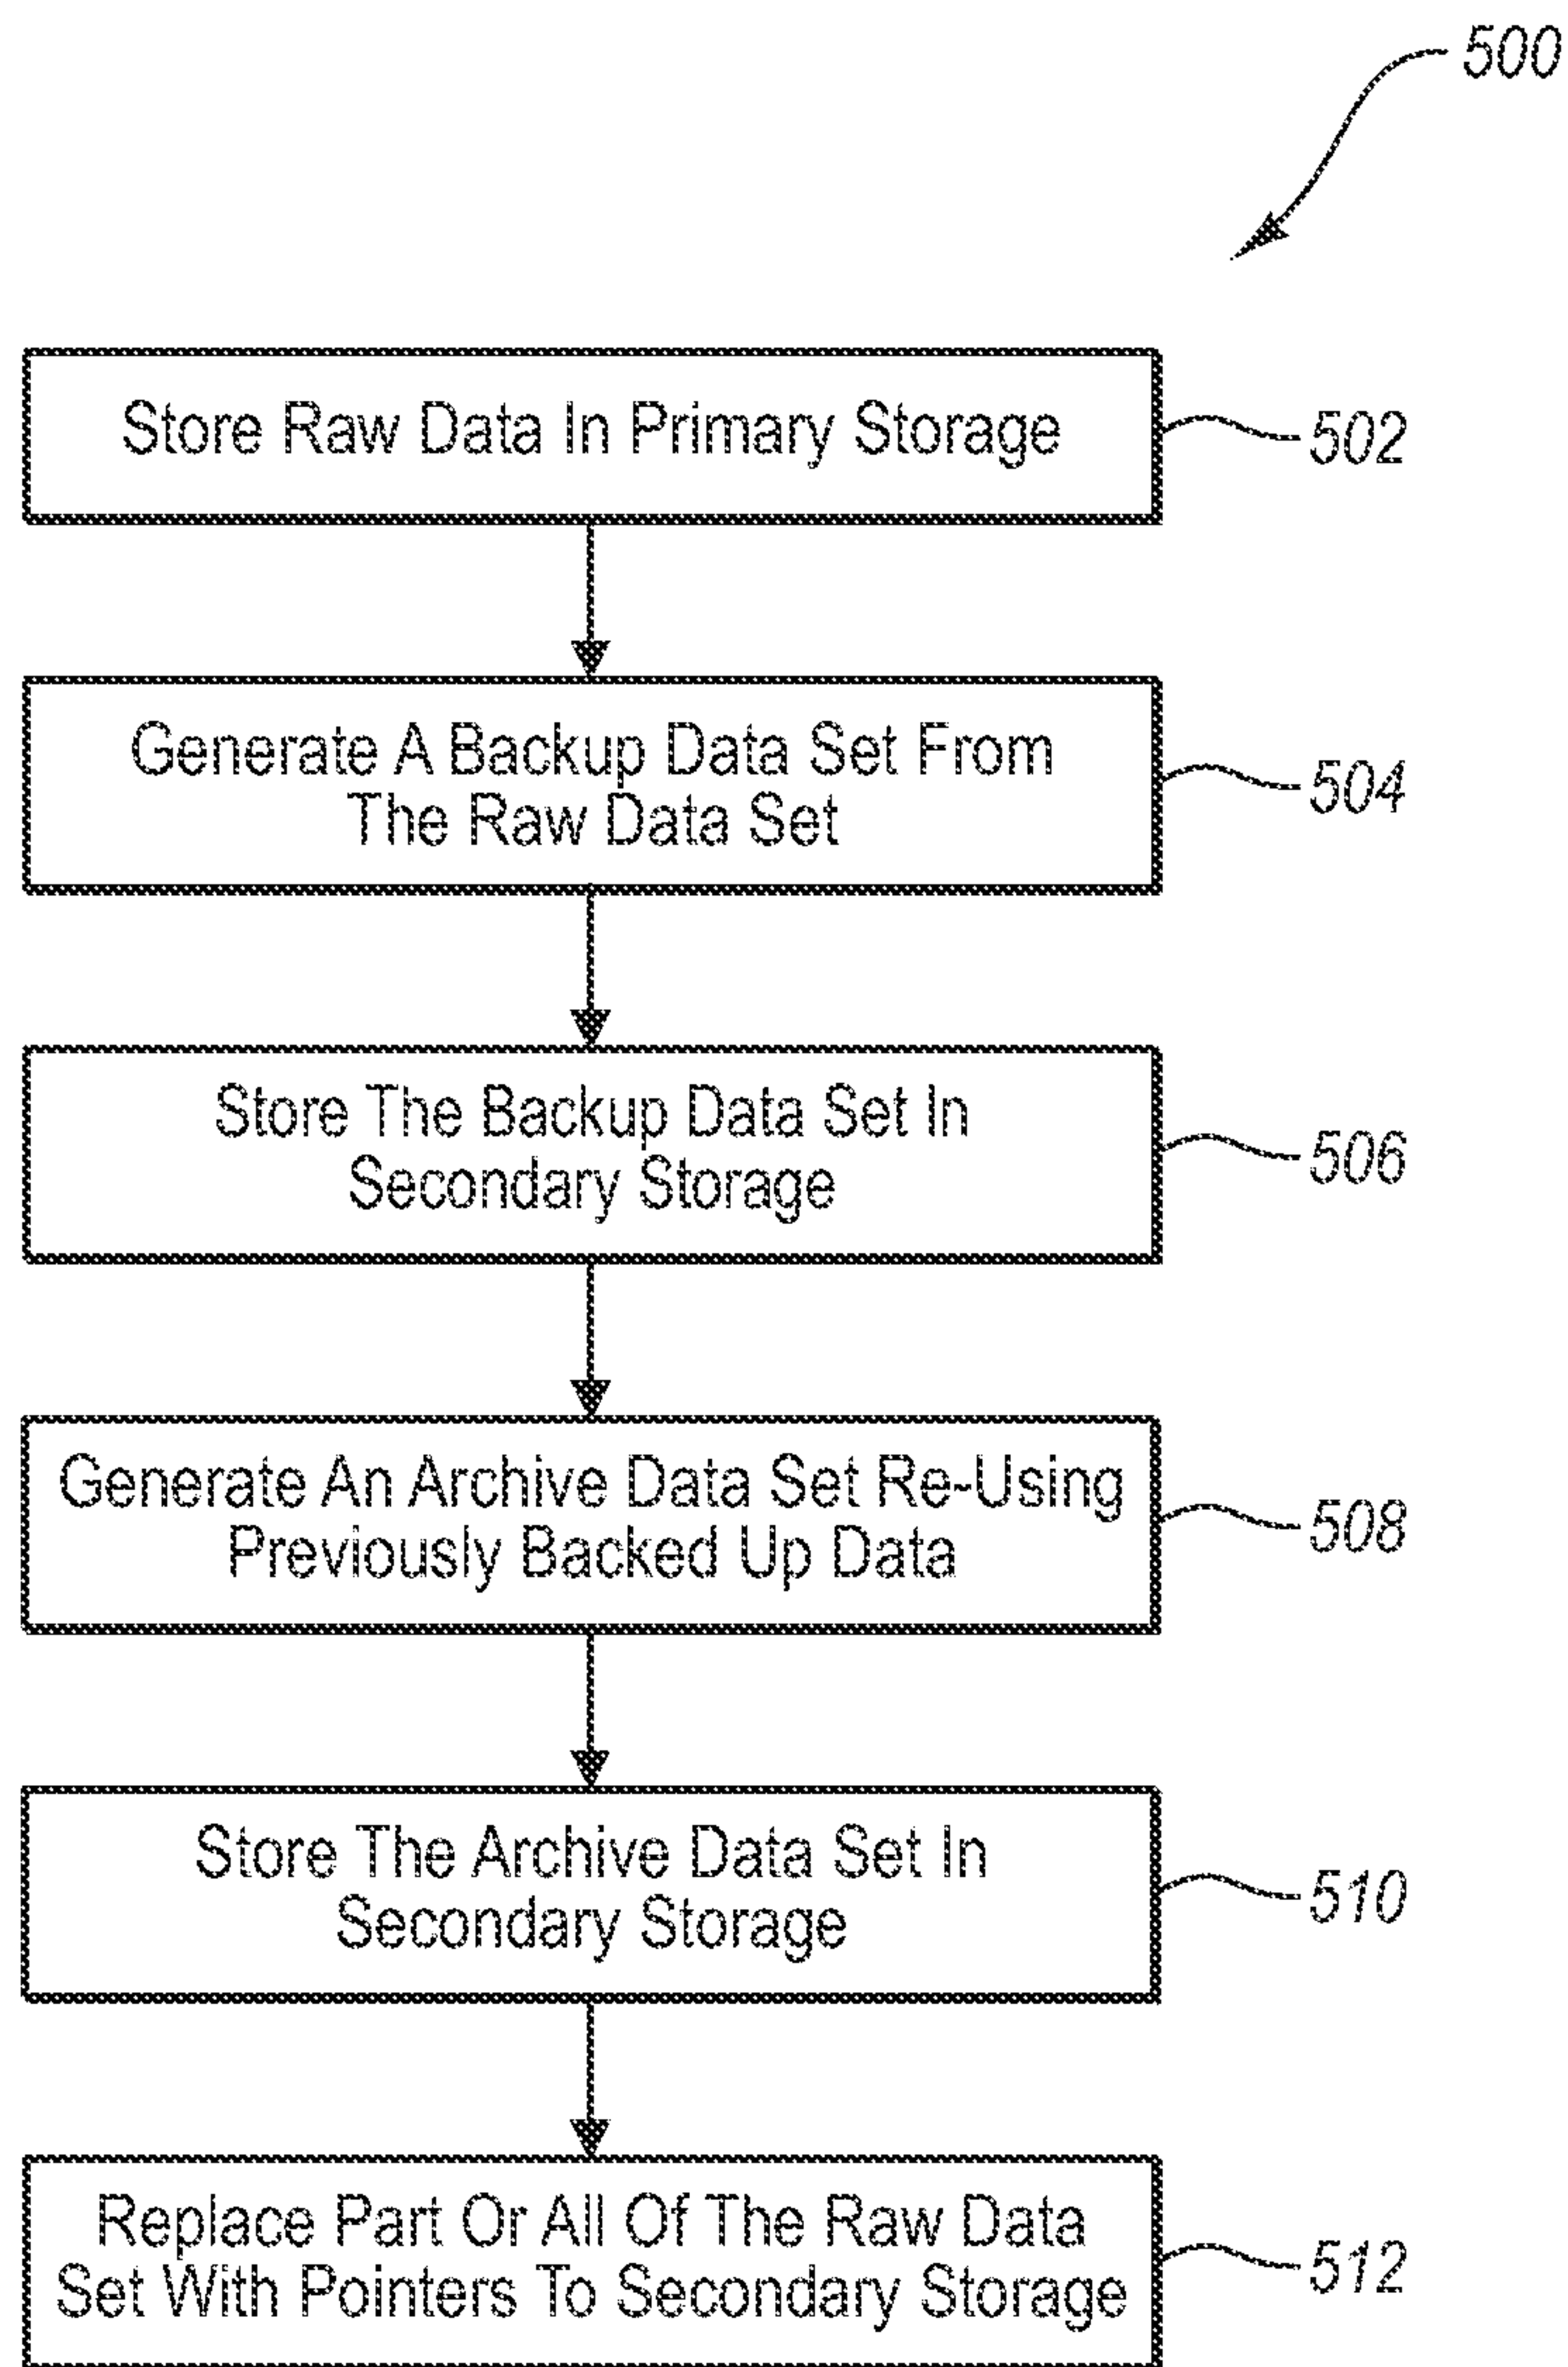 500
Store Raw Data In Primary Storage
502
Generate A Backup Data Set From
The Raw Data Set
504
Store The Backup Data Set In
Secondary Storage
506
Generate An Archive Data Set Re-Using
Previously Backed Up Data
508
Store The Archive Data Set In
Secondary Storage
510
Replace Part Or All Of The Raw Data
Set With Pointers To Secondary Storage
512